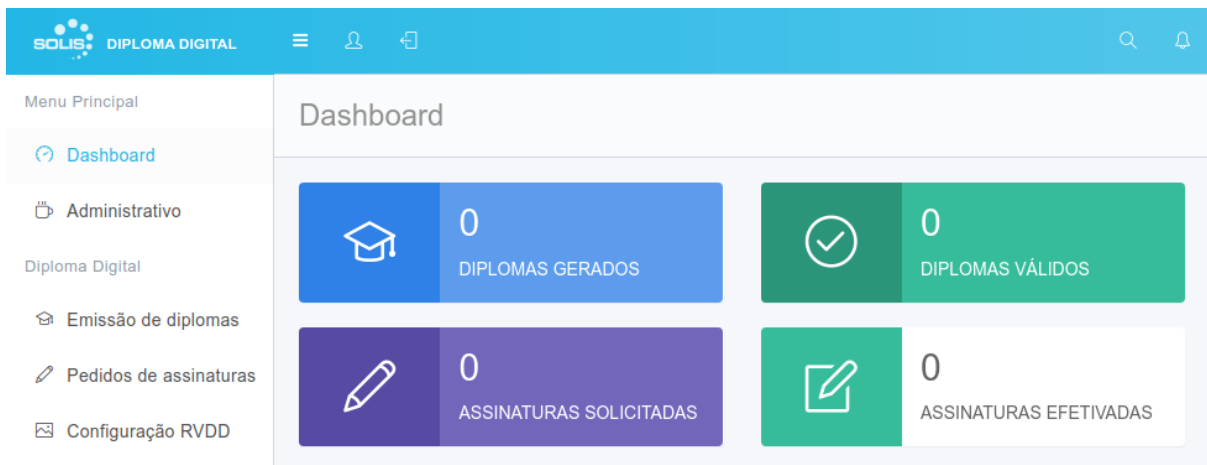 SOLIS DIPLOMA DIGITAL
Menu Principal
Dashboard
Administrativo
Diploma Digital
Emissão de diplomas
Pedidos de assinaturas
Configuração RVDD
Dashboard
0
DIPLOMAS GERADOS
0
DIPLOMAS VÁLIDOS
0
ASSINATURAS SOLICITADAS
0
ASSINATURAS EFETIVADAS